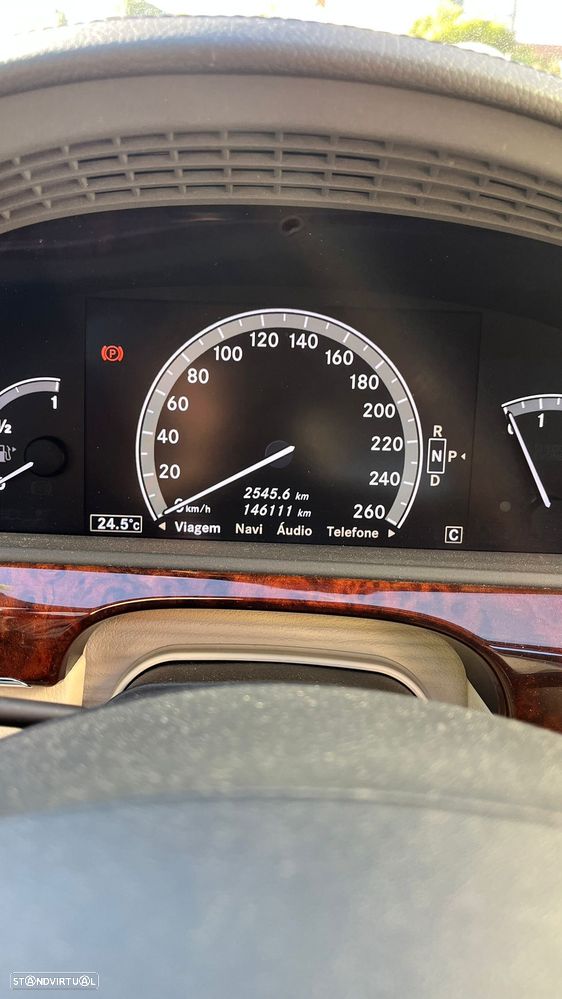 120 140
100 160
80 180
60 200
40 220
20 240
km/h 260
2545.6 km
146111 km
24.5°C
Viagem Navi Áudio Telefone
C
R
N P
D
1
½
0 1
P
STANDVIRTUAL